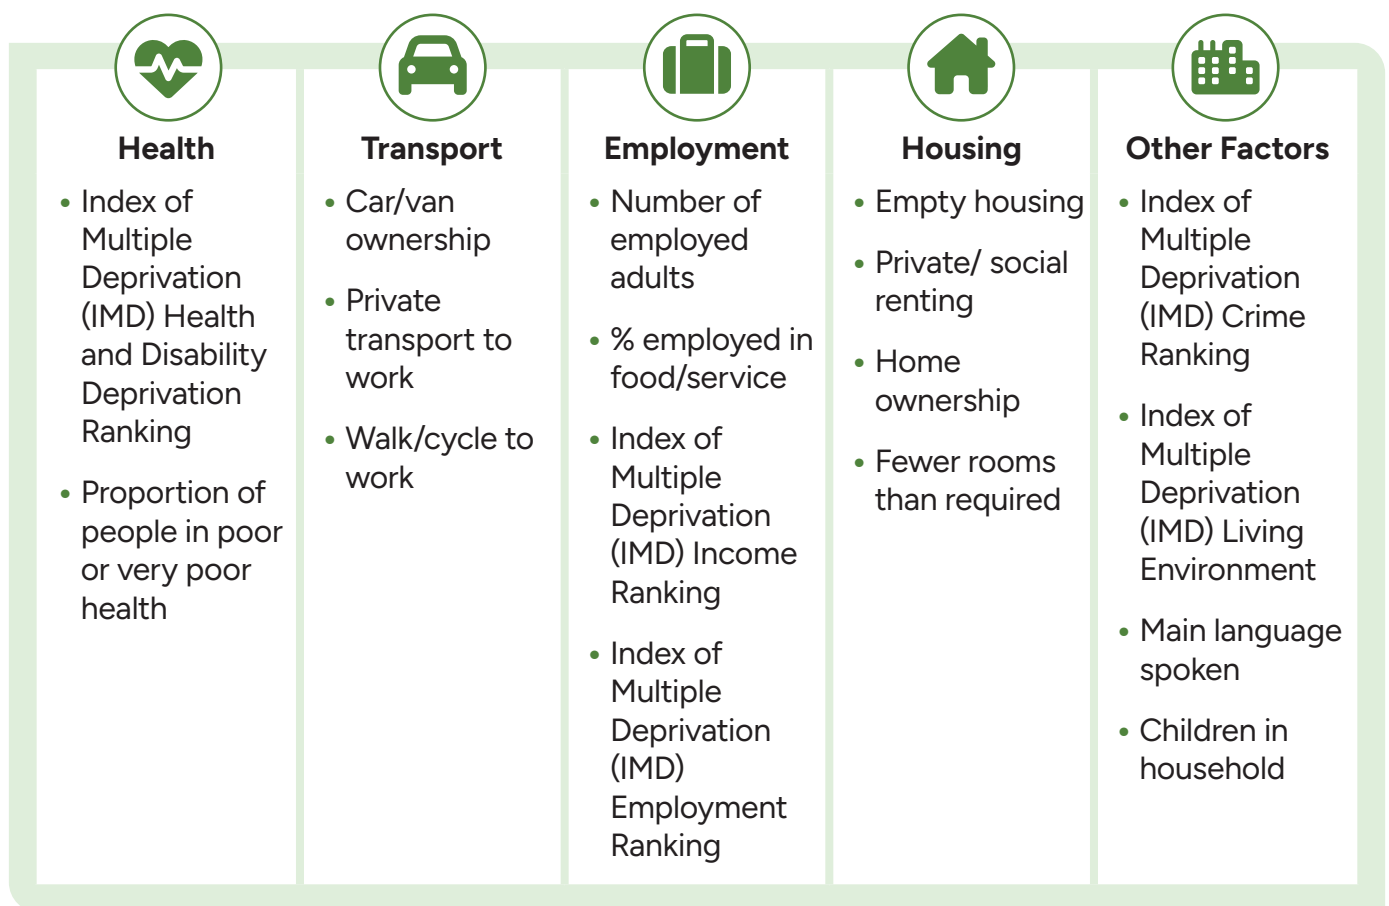 Health
• Index of
Multiple
Deprivation
(IMD) Health
and Disability
Deprivation
Ranking
• Proportion of
people in poor
or very poor
health
Transport
• Car/van
ownership
• Private
transport to
work
• Walk/cycle to
work
Employment
• Number of
employed
adults
• % employed in
food/service
• Index of
Multiple
Deprivation
(IMD) Income
Ranking
• Index of
Multiple
Deprivation
(IMD)
Employment
Ranking
Housing
• Empty housing
• Private/ social
renting
• Home
ownership
• Fewer rooms
than required
Other Factors
• Index of
Multiple
Deprivation
(IMD) Crime
Ranking
• Index of
Multiple
Deprivation
(IMD) Living
Environment
• Main language
spoken
• Children in
household